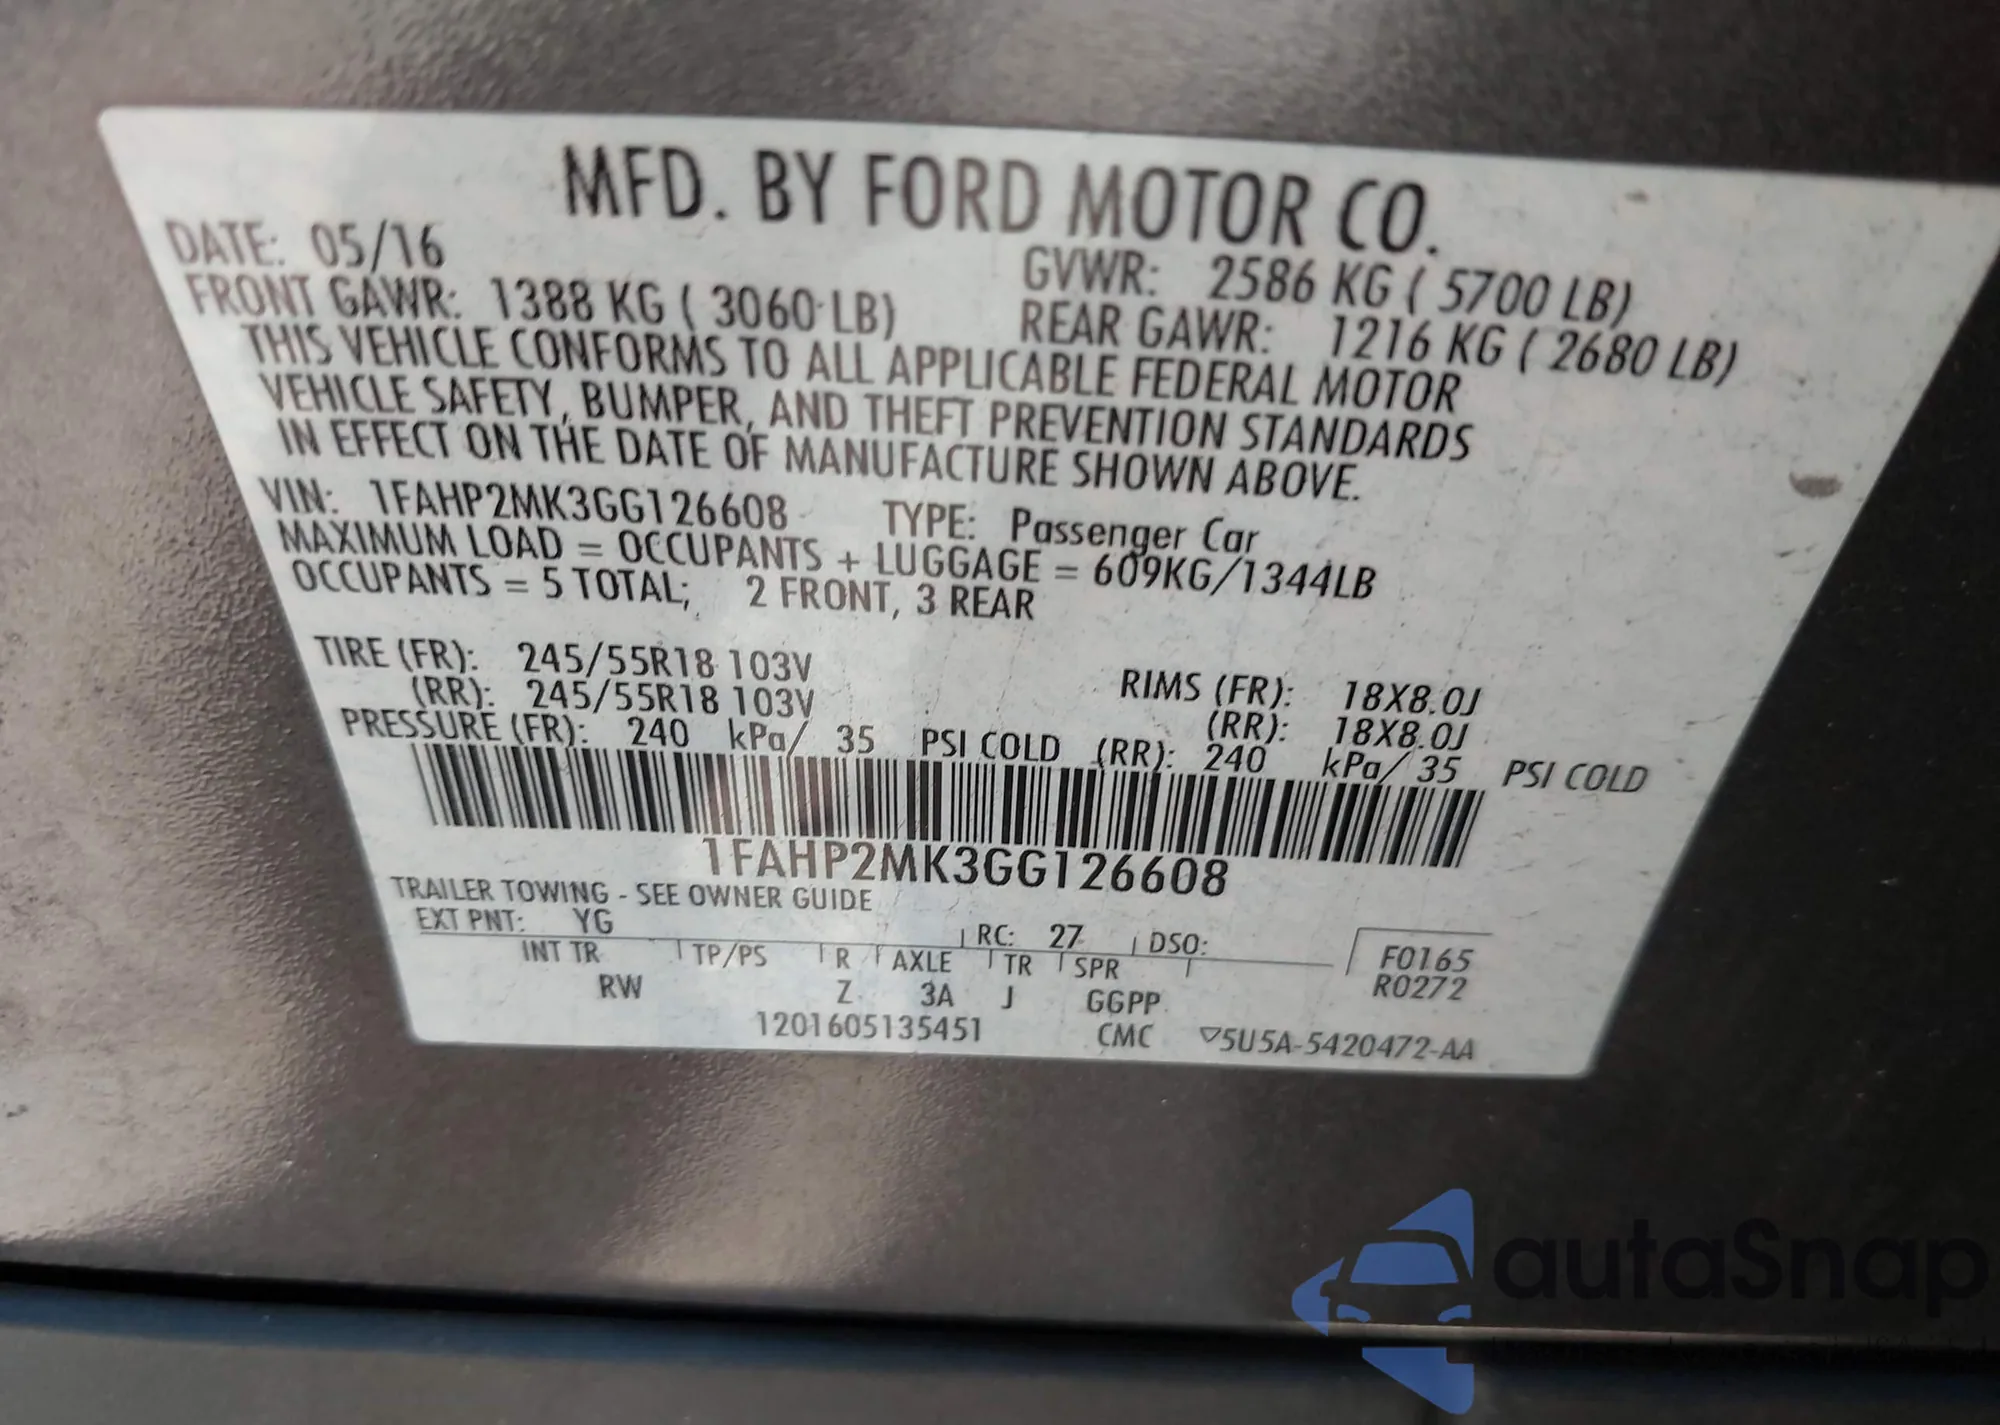 MFD. BY FORD MOTOR CO.
DATE: 05/16 GVWR: 2586 KG ( 5700 LB)
FRONT GAWR: 1388 KG ( 3060 LB) REAR GAWR: 1216 KG ( 2680 LB)
THIS VEHICLE CONFORMS TO ALL APPLICABLE FEDERAL MOTOR
VEHICLE SAFETY, BUMPER, AND THEFT PREVENTION STANDARDS
IN EFFECT ON THE DATE OF MANUFACTURE SHOWN ABOVE.
VIN: 1FAHP2MK3GG126608 TYPE: Passenger Car
MAXIMUM LOAD = OCCUPANTS + LUGGAGE = 609KG/1344LB
OCCUPANTS = 5 TOTAL; 2 FRONT, 3 REAR
TIRE (FR): 245/55R18 103V RIMS (FR): 18X8.0J
(RR): 245/55R18 103V (RR): 18X8.0J
PRESSURE (FR): 240 kPa/ 35 PSI COLD (RR): 240 kPa/ 35 PSI COLD
1FAHP2MK3GG126608
TRAILER TOWING - SEE OWNER GUIDE
EXT PNT: YG RC: 27 DSO:
INT TR TP/PS R AXLE TR SPR F0165
RW Z 3A J GGPP R0272
1201605135451 CMC ▽5U5A-5420472-AA
autaSnap